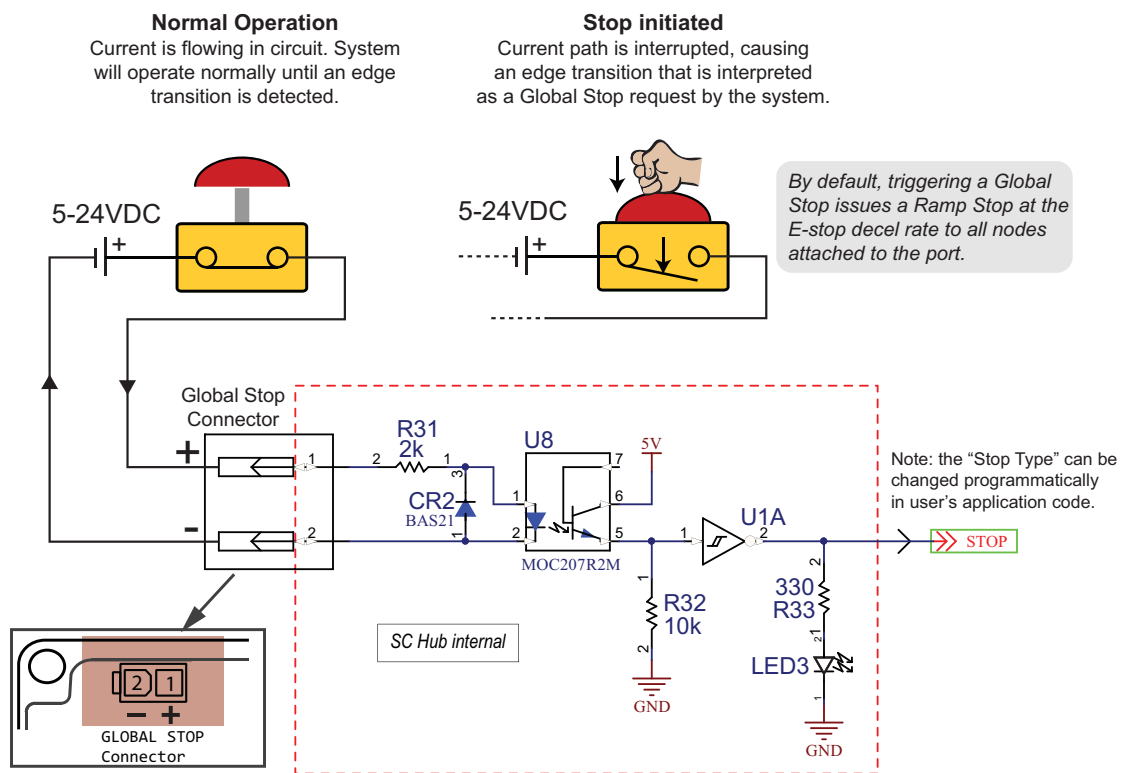 Normal Operation
Current is flowing in circuit. System
will operate normally until an edge
transition is detected.
Stop initiated
Current path is interrupted, causing
an edge transition that is interpreted
as a Global Stop request by the system.
5-24VDC
+
5-24VDC
+
By default, triggering a Global
Stop issues a Ramp Stop at the
E-stop decel rate to all nodes
attached to the port.
Global Stop
Connector
+
-
1
2
2
R31
2k
1
3
CR2
BAS21
1
U8
1
2
7
6
5
MOC207R2M
5V
1
R32
10k
2
GND
1
U1A
2
2
330
R33
1
2
LED3
1
GND
Note: the “Stop Type” can be
changed programmatically
in user’s application code.
STOP
SC Hub internal
2 1
− +
GLOBAL STOP
Connector